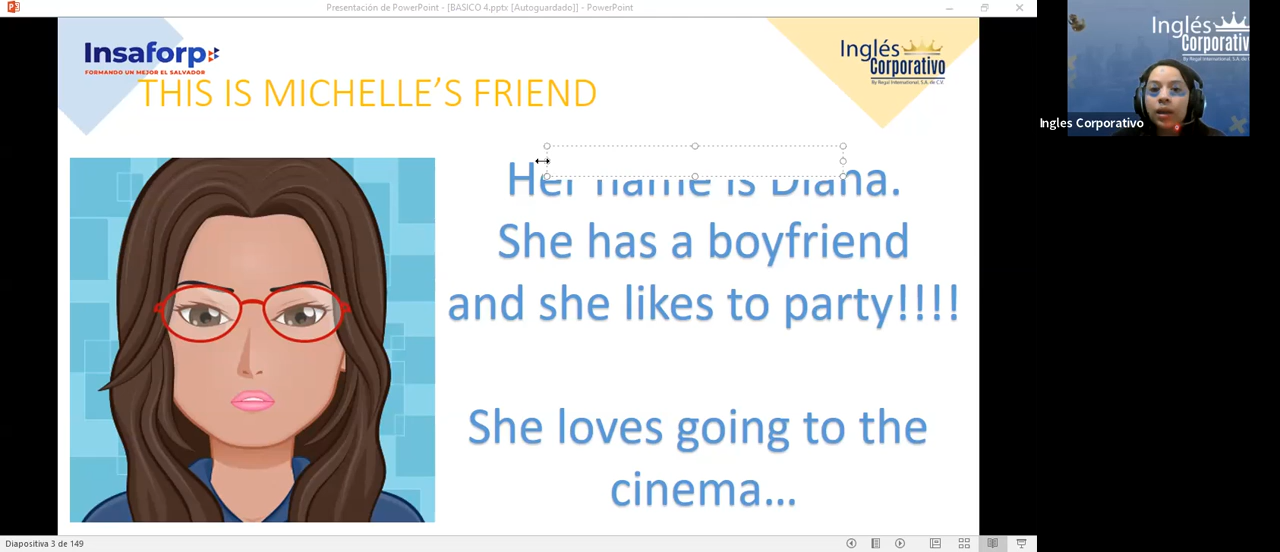 Presentación de PowerPoint - [BASICO 4.pptx [Autoguardado]] - PowerPoint
Insaforp
FORMANDO UN MEJOR EL SALVADOR
Inglés
Corporativo
By Regal International, S.A. de C.V.
THIS IS MICHELLE'S FRIEND
Her name is Diana.
She has a boyfriend
and she likes to party!!!!
She loves going to the
cinema...
Diapositiva 3 de 149
Inglés
Corporativo
Ingles Corporativo